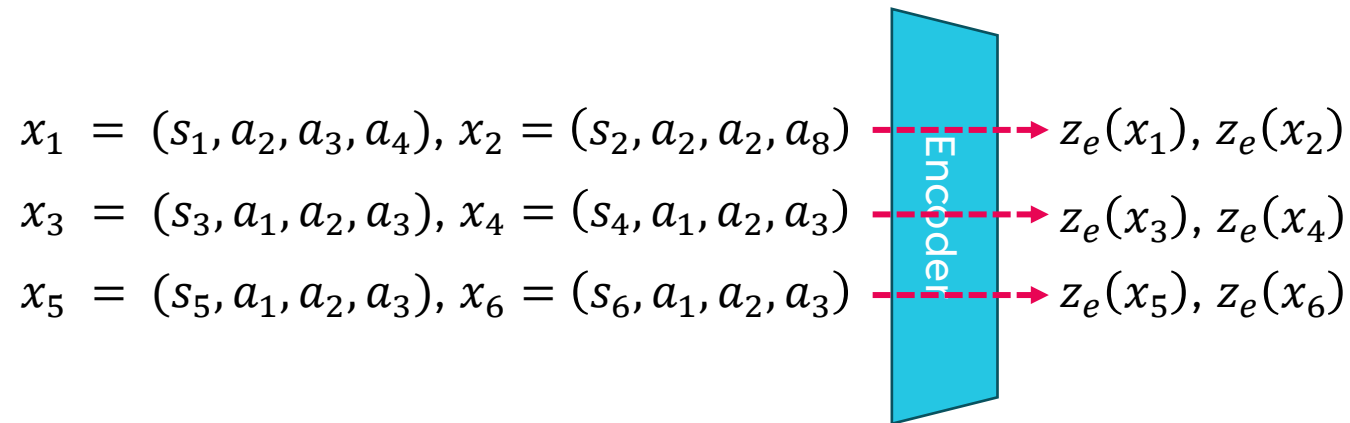 x₁ = (s₁, a₂, a₃, a₄), x₂ = (s₂, a₂, a₂, a₈) zₑ(x₁), zₑ(x₂)
x₃ = (s₃, a₁, a₂, a₃), x₄ = (s₄, a₁, a₂, a₃) zₑ(x₃), zₑ(x₄)
x₅ = (s₅, a₁, a₂, a₃), x₆ = (s₆, a₁, a₂, a₃) zₑ(x₅), zₑ(x₆)
Encoder